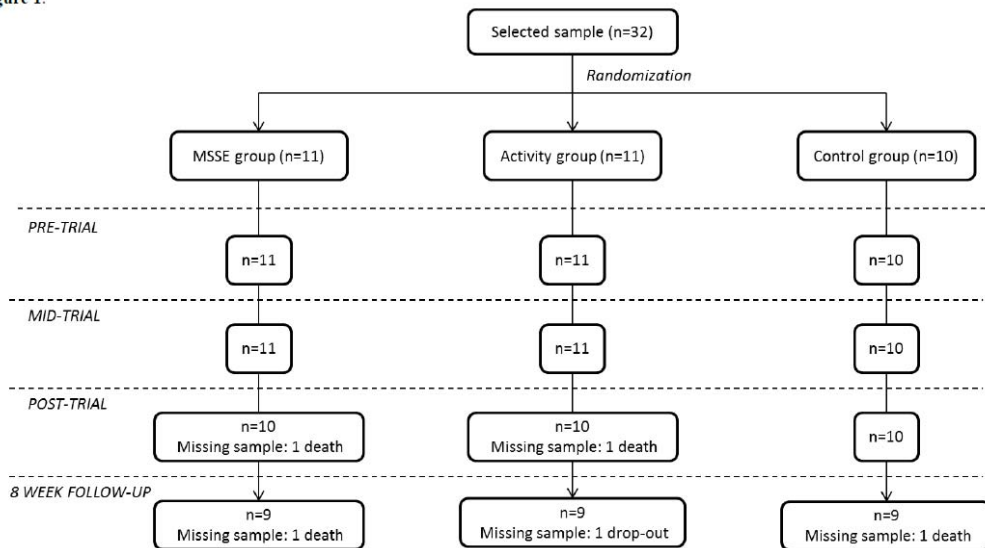 Selected sample (n=32)
Randomization
MSSE group (n=11)
Activity group (n=11)
Control group (n=10)
PRE-TRIAL
n=11
n=11
n=10
MID-TRIAL
n=11
n=11
n=10
POST-TRIAL
n=10
Missing sample: 1 death
n=10
Missing sample: 1 death
n=10
8 WEEK FOLLOW-UP
n=9
Missing sample: 1 death
n=9
Missing sample: 1 drop-out
n=9
Missing sample: 1 death